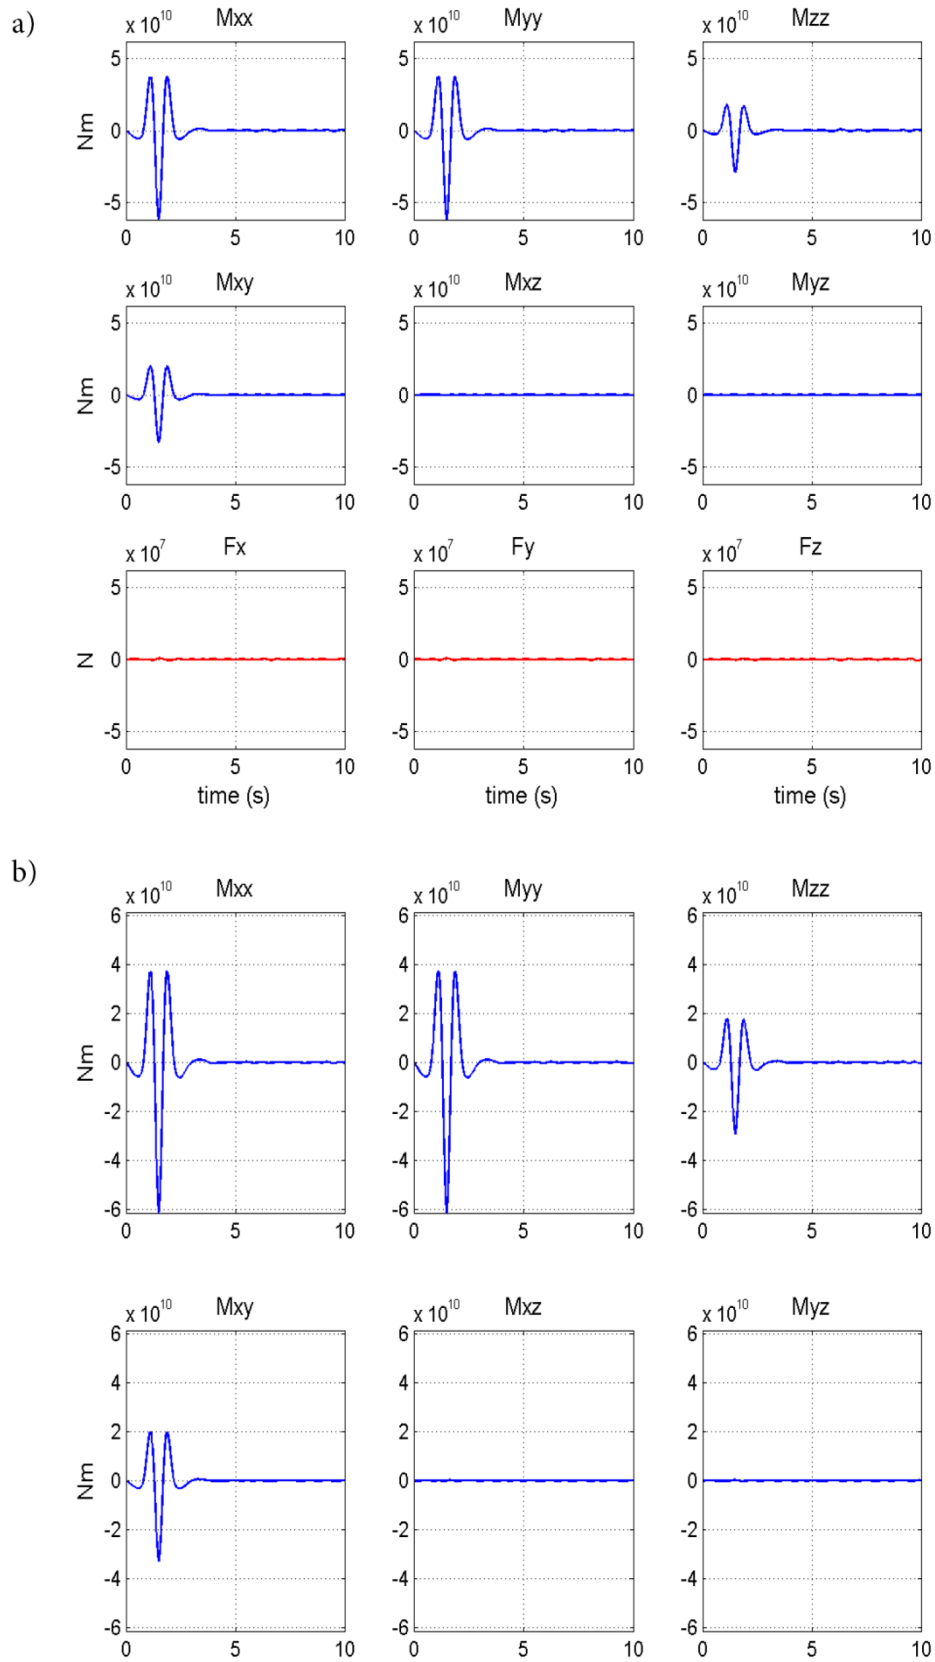 a)
x 10^10 Mxx x 10^10 Myy x 10^10 Mzz
5 5 5
Nm 0 0 0
-5 -5 -5
0 5 10 0 5 10 0 5 10
x 10^10 Mxy x 10^10 Mxz x 10^10 Myz
5 5 5
Nm 0 0 0
-5 -5 -5
0 5 10 0 5 10 0 5 10
x 10^7 Fx x 10^7 Fy x 10^7 Fz
5 5 5
N 0 0 0
-5 -5 -5
0 5 10 0 5 10 0 5 10
time (s) time (s) time (s)
b)
x 10^10 Mxx x 10^10 Myy x 10^10 Mzz
6 6 6
4 4 4
2 2 2
Nm 0 0 0
-2 -2 -2
-4 -4 -4
-6 -6 -6
0 5 10 0 5 10 0 5 10
x 10^10 Mxy x 10^10 Mxz x 10^10 Myz
6 6 6
4 4 4
2 2 2
Nm 0 0 0
-2 -2 -2
-4 -4 -4
-6 -6 -6
0 5 10 0 5 10 0 5 10